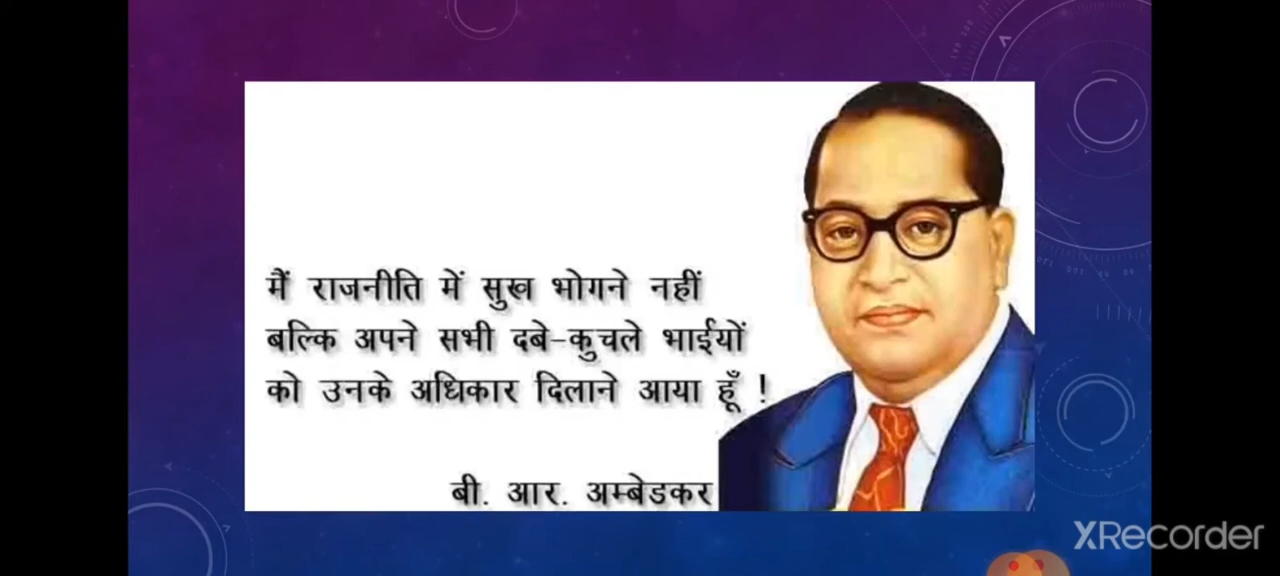 मैं राजनीति में सुख भोगने नहीं
बल्कि अपने सभी दबे-कुचले भाईयों
को उनके अधिकार दिलाने आया हूँ !
बी. आर. अम्बेडकर
XRecorder